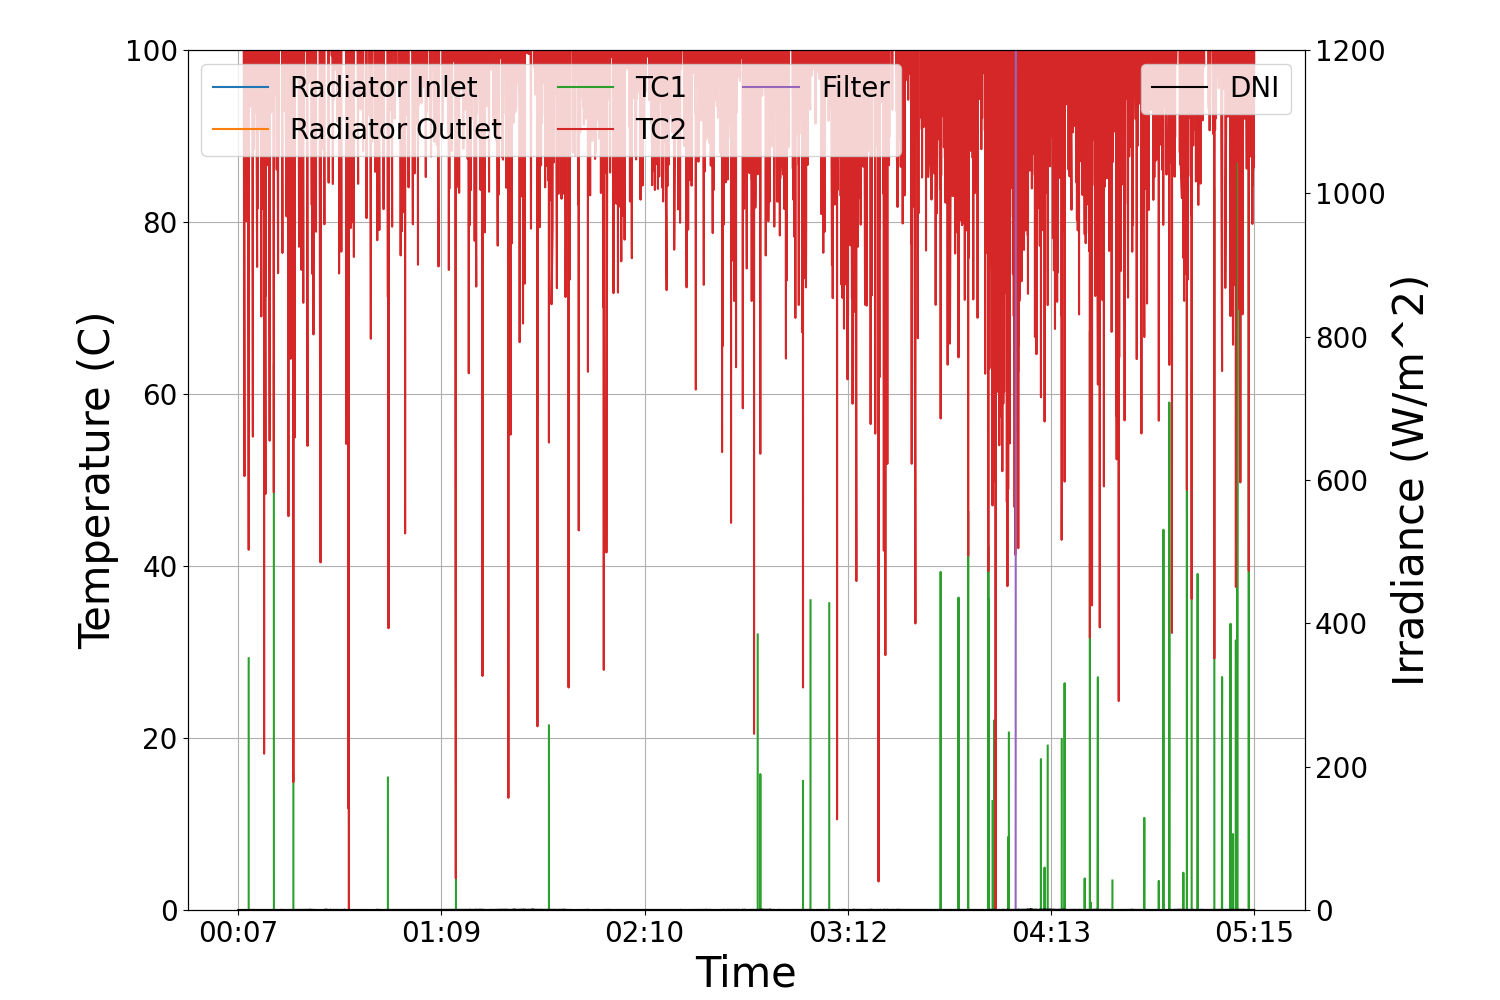 100
80
60
40
20
0
Temperature (C)
Radiator Inlet
Radiator Outlet
TC1
TC2
Filter
DNI
1200
1000
800
600
400
200
0
Irradiance (W/m^2)
00:07
01:09
02:10
03:12
04:13
05:15
Time